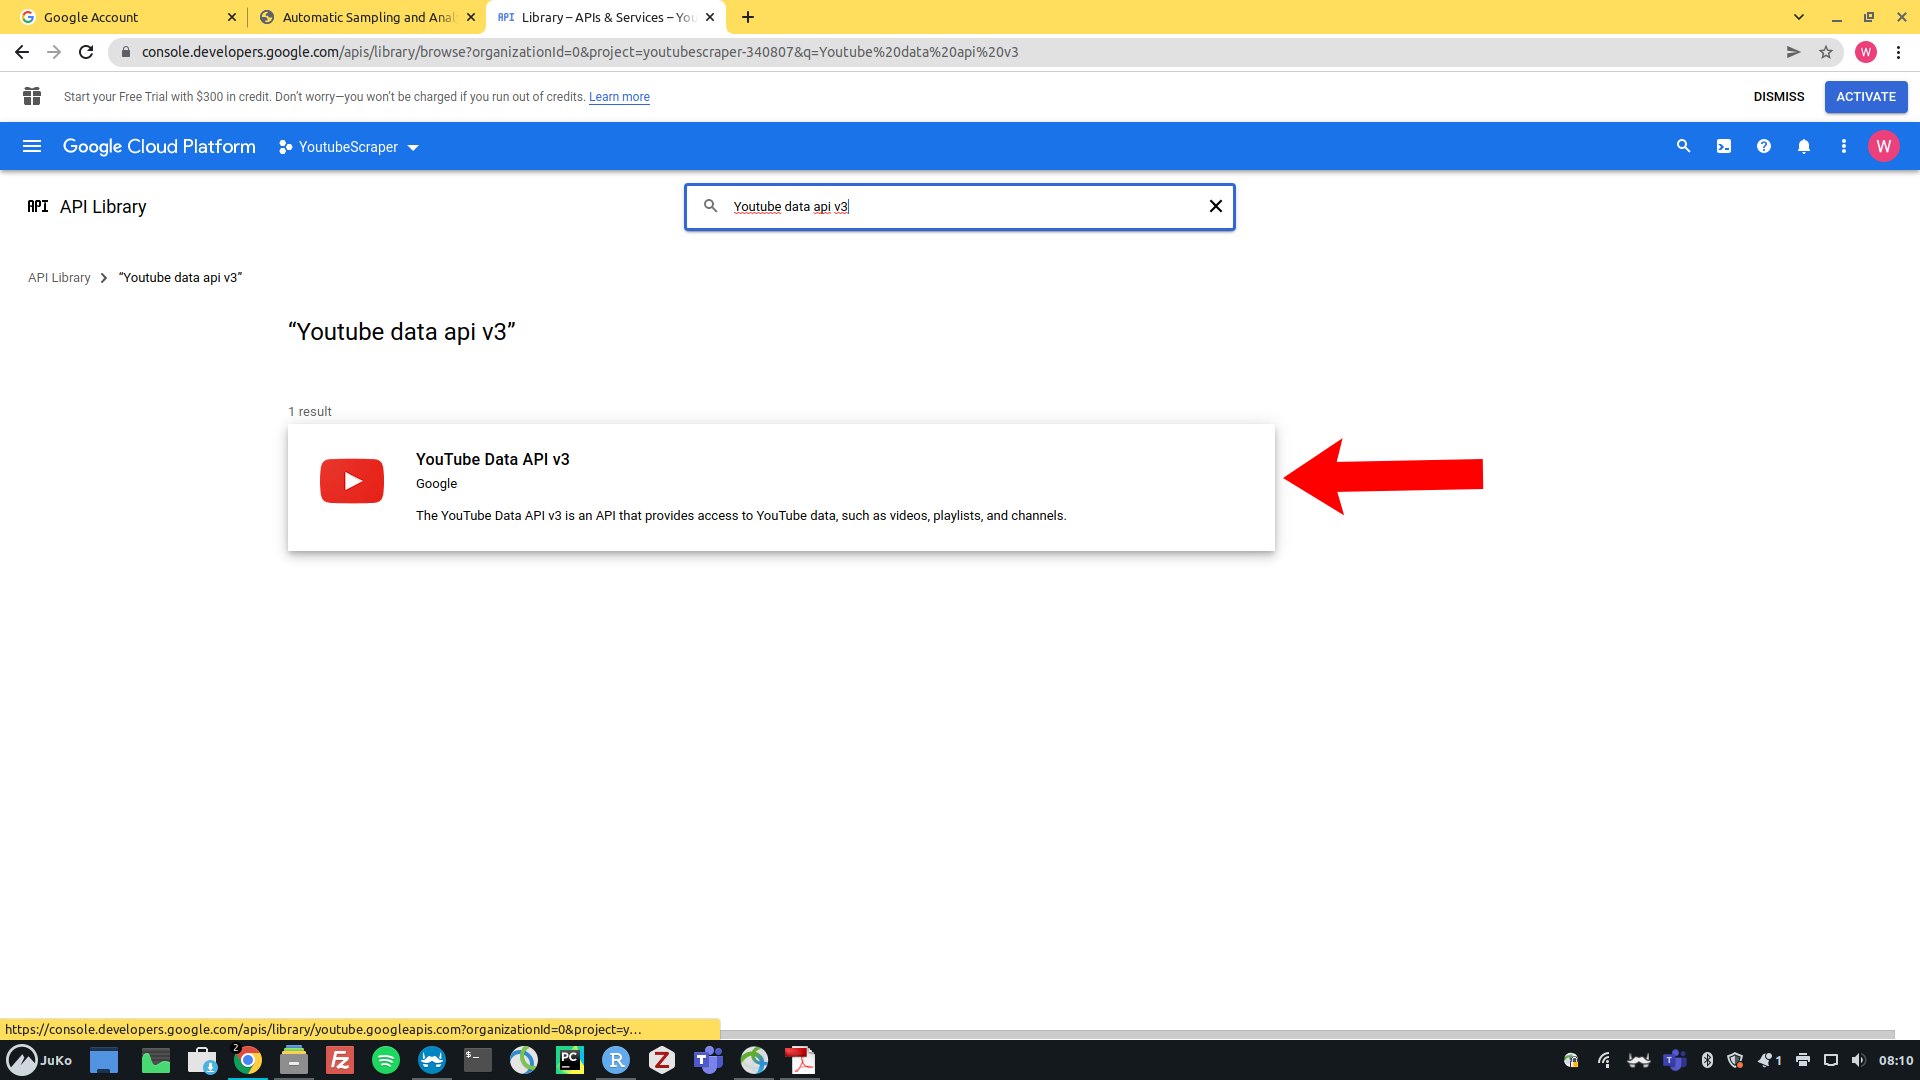 Google Account
Automatic Sampling and Anal
API Library – APIs & Services – You
console.developers.google.com/apis/library/browse?organizationId=0&project=youtubescraper-340807&q=Youtube%20data%20api%20v3
W
Start your Free Trial with $300 in credit. Don’t worry—you won’t be charged if you run out of credits. Learn more
DISMISS
ACTIVATE
Google Cloud Platform
YoutubeScraper
W
API API Library
Youtube data api v3
API Library
“Youtube data api v3”
“Youtube data api v3”
1 result
YouTube Data API v3
Google
The YouTube Data API v3 is an API that provides access to YouTube data, such as videos, playlists, and channels.
https://console.developers.google.com/apis/library/youtube.googleapis.com?organizationId=0&project=y…
JuKo
2
FZ
$_
PC
R
Z
T
T
1
08:10